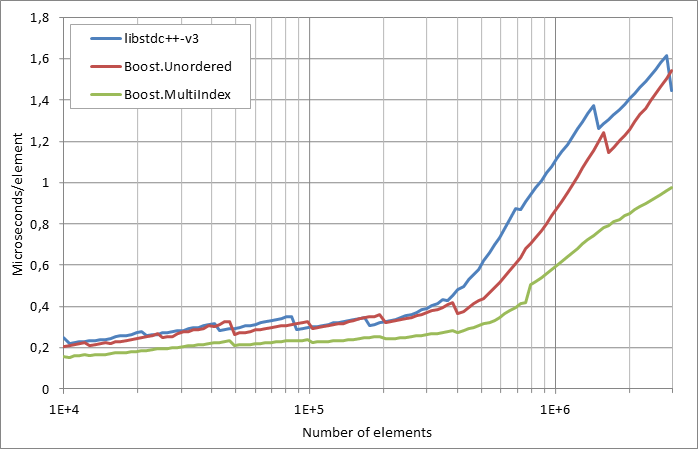 1,8
1,6
1,4
1,2
1
0,8
0,6
0,4
0,2
0
Microseconds/element
libstdc++-v3
Boost.Unordered
Boost.MultiIndex
1E+4
1E+5
1E+6
Number of elements